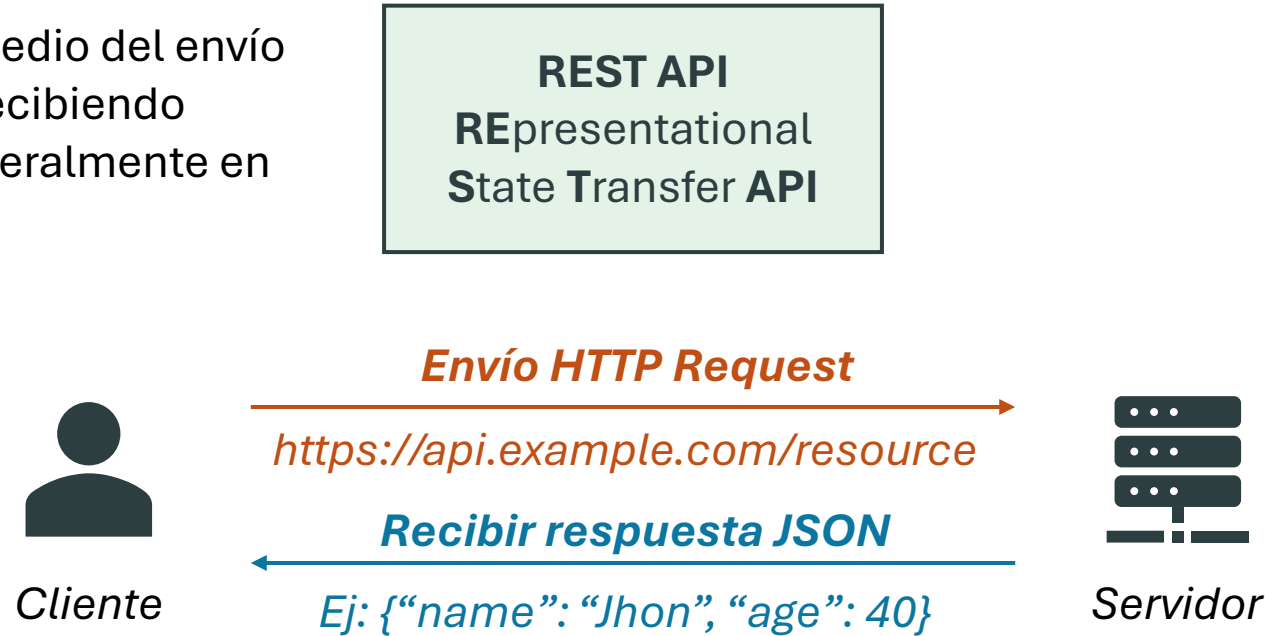 edio del envío
ecibiendo
eralmente en
REST API
REpresentational
State Transfer API
Envío HTTP Request
https://api.example.com/resource
Recibir respuesta JSON
Ej: {“name”: “Jhon”, “age”: 40}
Cliente
Servidor